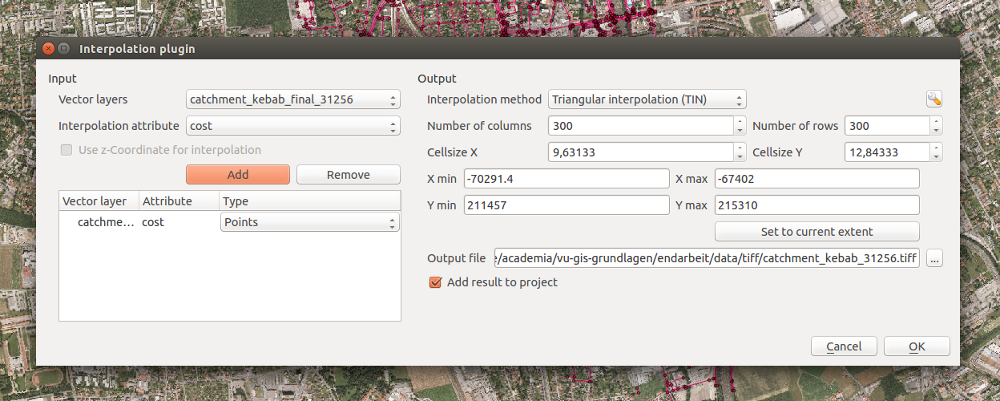 Interpolation plugin
Input
Vector layers catchment_kebab_final_31256
Interpolation attribute cost
Use z-Coordinate for interpolation
Add Remove
Vector layer Attribute Type
catchme... cost Points
Output
Interpolation method Triangular interpolation (TIN)
Number of columns 300 Number of rows 300
Cellsize X 9,63133 Cellsize Y 12,84333
X min -70291.4 X max -67402
Y min 211457 Y max 215310
Set to current extent
Output file e/academia/vu-gis-grundlagen/endarbeit/data/tiff/catchment_kebab_31256.tiff ...
Add result to project
Cancel OK